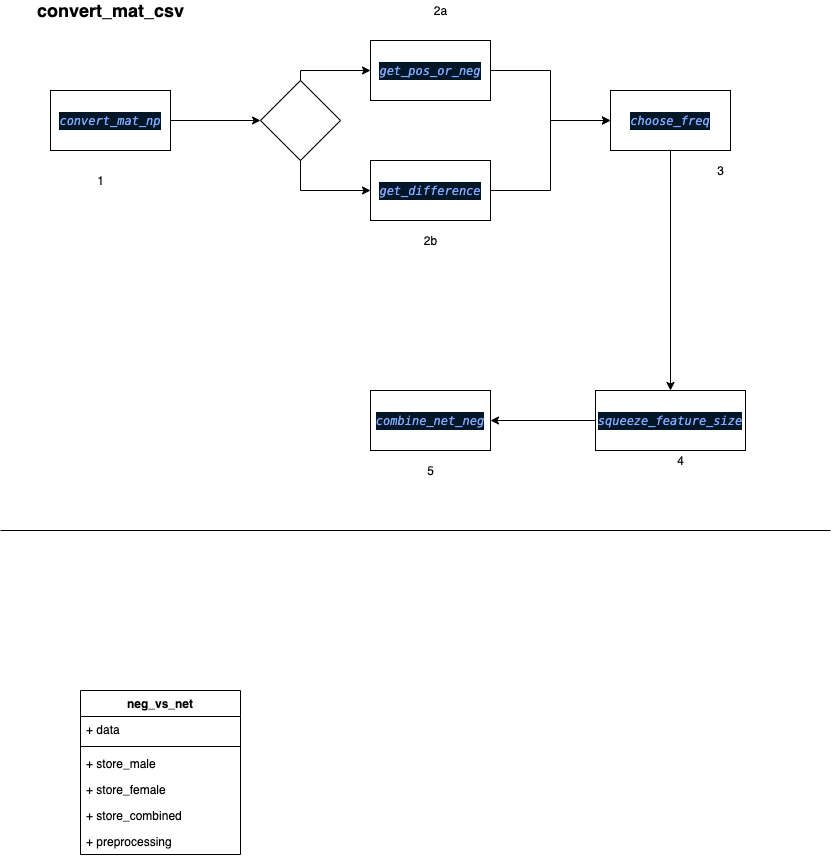 convert_mat_csv
2a
get_pos_or_neg
convert_mat_np
choose_freq
1
3
get_difference
2b
combine_net_neg
squeeze_feature_size
5
4
neg_vs_net
+ data
+ store_male
+ store_female
+ store_combined
+ preprocessing